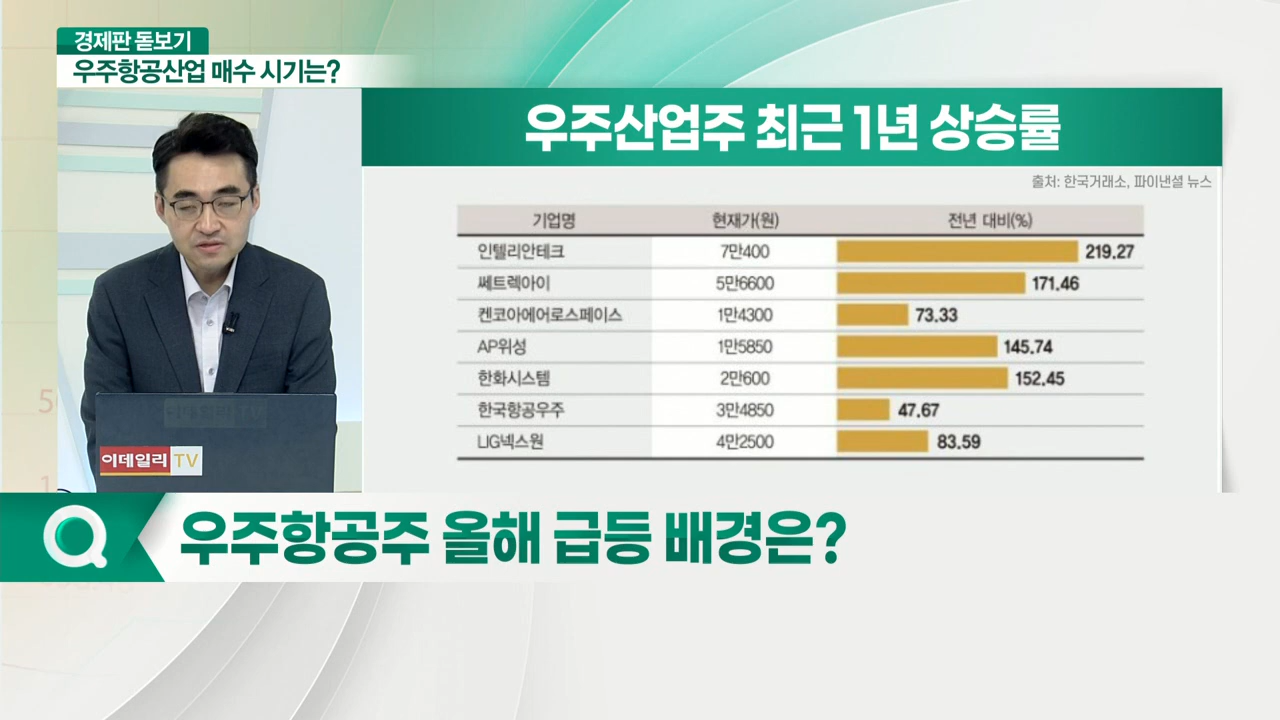 경제판 돋보기
우주항공산업 매수 시기는?
우주산업주 최근 1년 상승률
출처: 한국거래소, 파이낸셜 뉴스
기업명 현재가(원) 전년 대비(%)
인텔리안테크 7만400 219.27
쎄트렉아이 5만6600 171.46
켄코아에어로스페이스 1만4300 73.33
AP위성 1만5850 145.74
한화시스템 2만600 152.45
한국항공우주 3만4850 47.67
LIG넥스원 4만2500 83.59
이데일리 TV
우주항공주 올해 급등 배경은?